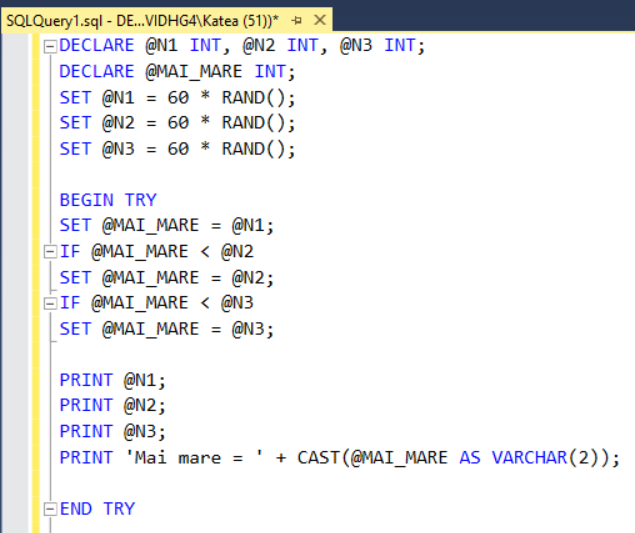 SQLQuery1.sql - DE...VIDHG4\Katea (51))*
DECLARE @N1 INT, @N2 INT, @N3 INT;
DECLARE @MAI_MARE INT;
SET @N1 = 60 * RAND();
SET @N2 = 60 * RAND();
SET @N3 = 60 * RAND();
BEGIN TRY
SET @MAI_MARE = @N1;
IF @MAI_MARE < @N2
SET @MAI_MARE = @N2;
IF @MAI_MARE < @N3
SET @MAI_MARE = @N3;
PRINT @N1;
PRINT @N2;
PRINT @N3;
PRINT 'Mai mare = ' + CAST(@MAI_MARE AS VARCHAR(2));
END TRY